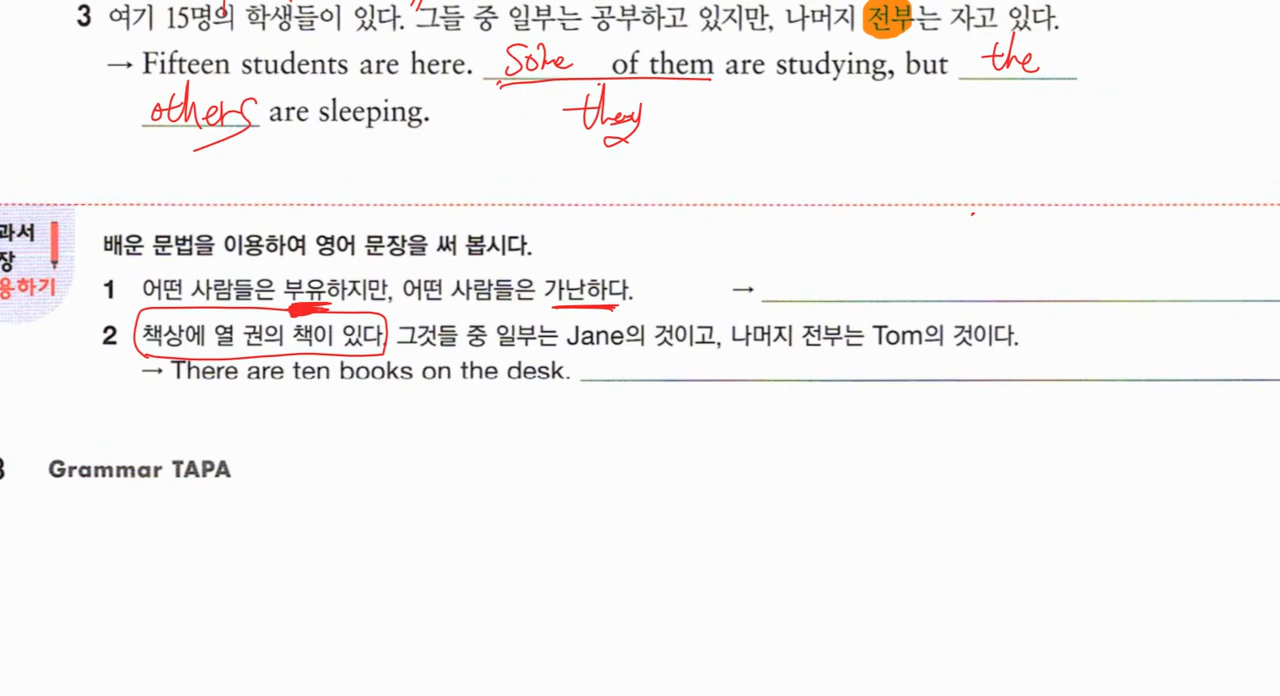 3 여기 15명의 학생들이 있다. 그들 중 일부는 공부하고 있지만, 나머지 전부는 자고 있다.
→ Fifteen students are here. Some of them are studying, but the
others are sleeping.
they
과서
장
용하기
배운 문법을 이용하여 영어 문장을 써 봅시다.
1 어떤 사람들은 부유하지만, 어떤 사람들은 가난하다. →
2 책상에 열 권의 책이 있다. 그것들 중 일부는 Jane의 것이고, 나머지 전부는 Tom의 것이다.
→ There are ten books on the desk.
Grammar TAPA